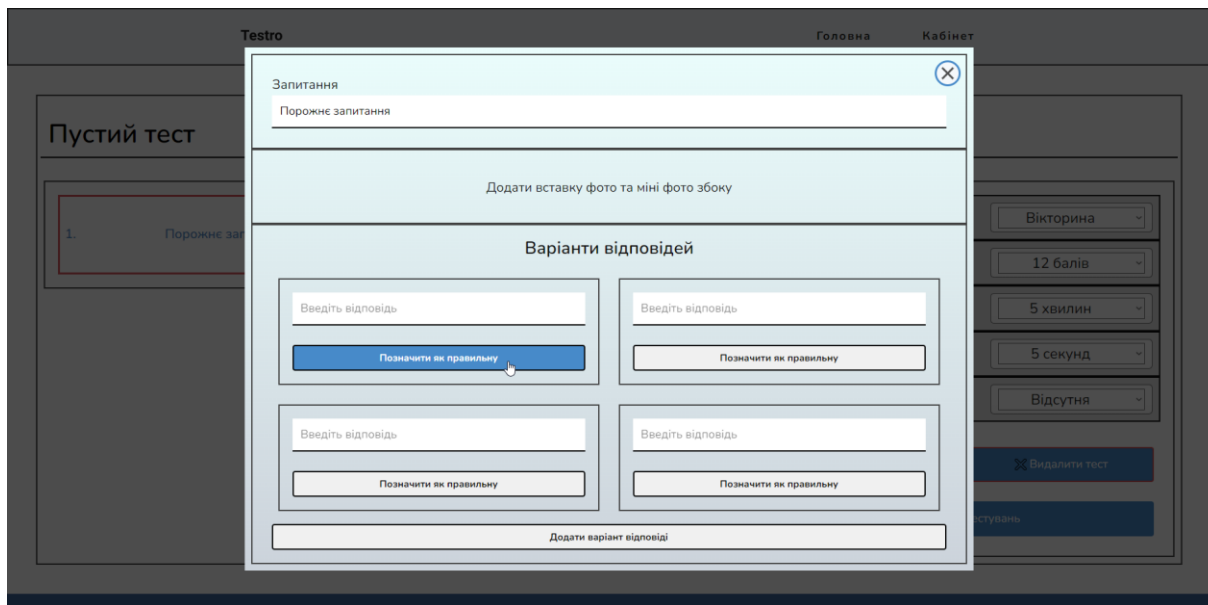 Testro
Головна
Кабінет
Запитання
Порожнє запитання
Пустий тест
Додати вставку фото та міні фото збоку
1.
Порожнє зап
Варіанти відповідей
Вікторина
12 балів
5 хвилин
5 секунд
Відсутня
Введіть відповідь
Введіть відповідь
Позначити як правильну
Позначити як правильну
Введіть відповідь
Введіть відповідь
Позначити як правильну
Позначити як правильну
Видалити тест
естувань
Додати варіант відповіді